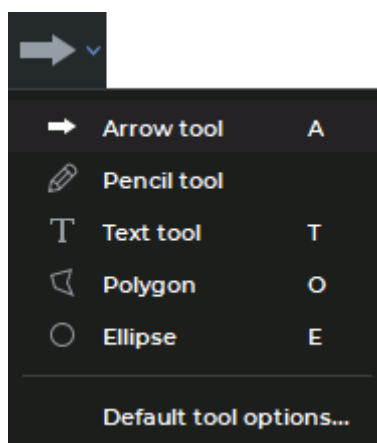 Arrow tool A
Pencil tool
Text tool T
Polygon O
Ellipse E
Default tool options...